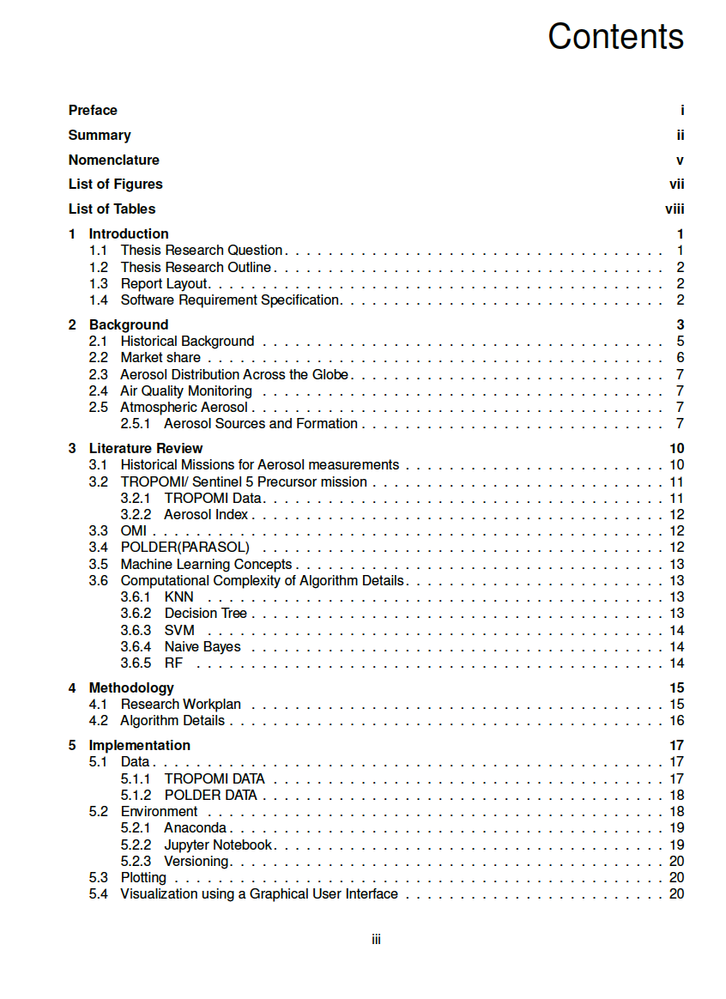 Contents
Preface i
Summary ii
Nomenclature v
List of Figures vii
List of Tables viii
1 Introduction 1
1.1 Thesis Research Question . . . . . . . . . . . . . . . . . . . . . . . . . . . . . . . . . . . 1
1.2 Thesis Research Outline . . . . . . . . . . . . . . . . . . . . . . . . . . . . . . . . . . . . 2
1.3 Report Layout . . . . . . . . . . . . . . . . . . . . . . . . . . . . . . . . . . . . . . . . . . 2
1.4 Software Requirement Specification . . . . . . . . . . . . . . . . . . . . . . . . . . . . . . 2
2 Background 3
2.1 Historical Background . . . . . . . . . . . . . . . . . . . . . . . . . . . . . . . . . . . . . 5
2.2 Market share . . . . . . . . . . . . . . . . . . . . . . . . . . . . . . . . . . . . . . . . . . 6
2.3 Aerosol Distribution Across the Globe . . . . . . . . . . . . . . . . . . . . . . . . . . . . . 7
2.4 Air Quality Monitoring . . . . . . . . . . . . . . . . . . . . . . . . . . . . . . . . . . . . . 7
2.5 Atmospheric Aerosol . . . . . . . . . . . . . . . . . . . . . . . . . . . . . . . . . . . . . . 7
2.5.1 Aerosol Sources and Formation . . . . . . . . . . . . . . . . . . . . . . . . . . . . 7
3 Literature Review 10
3.1 Historical Missions for Aerosol measurements . . . . . . . . . . . . . . . . . . . . . . . . 10
3.2 TROPOMI/ Sentinel 5 Precursor mission . . . . . . . . . . . . . . . . . . . . . . . . . . . 11
3.2.1 TROPOMI Data . . . . . . . . . . . . . . . . . . . . . . . . . . . . . . . . . . . . . 11
3.2.2 Aerosol Index . . . . . . . . . . . . . . . . . . . . . . . . . . . . . . . . . . . . . . 12
3.3 OMI . . . . . . . . . . . . . . . . . . . . . . . . . . . . . . . . . . . . . . . . . . . . . . . 12
3.4 POLDER(PARASOL) . . . . . . . . . . . . . . . . . . . . . . . . . . . . . . . . . . . . . 12
3.5 Machine Learning Concepts . . . . . . . . . . . . . . . . . . . . . . . . . . . . . . . . . . 13
3.6 Computational Complexity of Algorithm Details . . . . . . . . . . . . . . . . . . . . . . . . 13
3.6.1 KNN . . . . . . . . . . . . . . . . . . . . . . . . . . . . . . . . . . . . . . . . . . 13
3.6.2 Decision Tree . . . . . . . . . . . . . . . . . . . . . . . . . . . . . . . . . . . . . . 13
3.6.3 SVM . . . . . . . . . . . . . . . . . . . . . . . . . . . . . . . . . . . . . . . . . . 14
3.6.4 Naive Bayes . . . . . . . . . . . . . . . . . . . . . . . . . . . . . . . . . . . . . . 14
3.6.5 RF . . . . . . . . . . . . . . . . . . . . . . . . . . . . . . . . . . . . . . . . . . . 14
4 Methodology 15
4.1 Research Workplan . . . . . . . . . . . . . . . . . . . . . . . . . . . . . . . . . . . . . . 15
4.2 Algorithm Details . . . . . . . . . . . . . . . . . . . . . . . . . . . . . . . . . . . . . . . . 16
5 Implementation 17
5.1 Data . . . . . . . . . . . . . . . . . . . . . . . . . . . . . . . . . . . . . . . . . . . . . . . 17
5.1.1 TROPOMI DATA . . . . . . . . . . . . . . . . . . . . . . . . . . . . . . . . . . . . 17
5.1.2 POLDER DATA . . . . . . . . . . . . . . . . . . . . . . . . . . . . . . . . . . . . . 18
5.2 Environment . . . . . . . . . . . . . . . . . . . . . . . . . . . . . . . . . . . . . . . . . . 18
5.2.1 Anaconda . . . . . . . . . . . . . . . . . . . . . . . . . . . . . . . . . . . . . . . . 19
5.2.2 Jupyter Notebook . . . . . . . . . . . . . . . . . . . . . . . . . . . . . . . . . . . . 19
5.2.3 Versioning . . . . . . . . . . . . . . . . . . . . . . . . . . . . . . . . . . . . . . . . 20
5.3 Plotting . . . . . . . . . . . . . . . . . . . . . . . . . . . . . . . . . . . . . . . . . . . . . 20
5.4 Visualization using a Graphical User Interface . . . . . . . . . . . . . . . . . . . . . . . . 20
iii